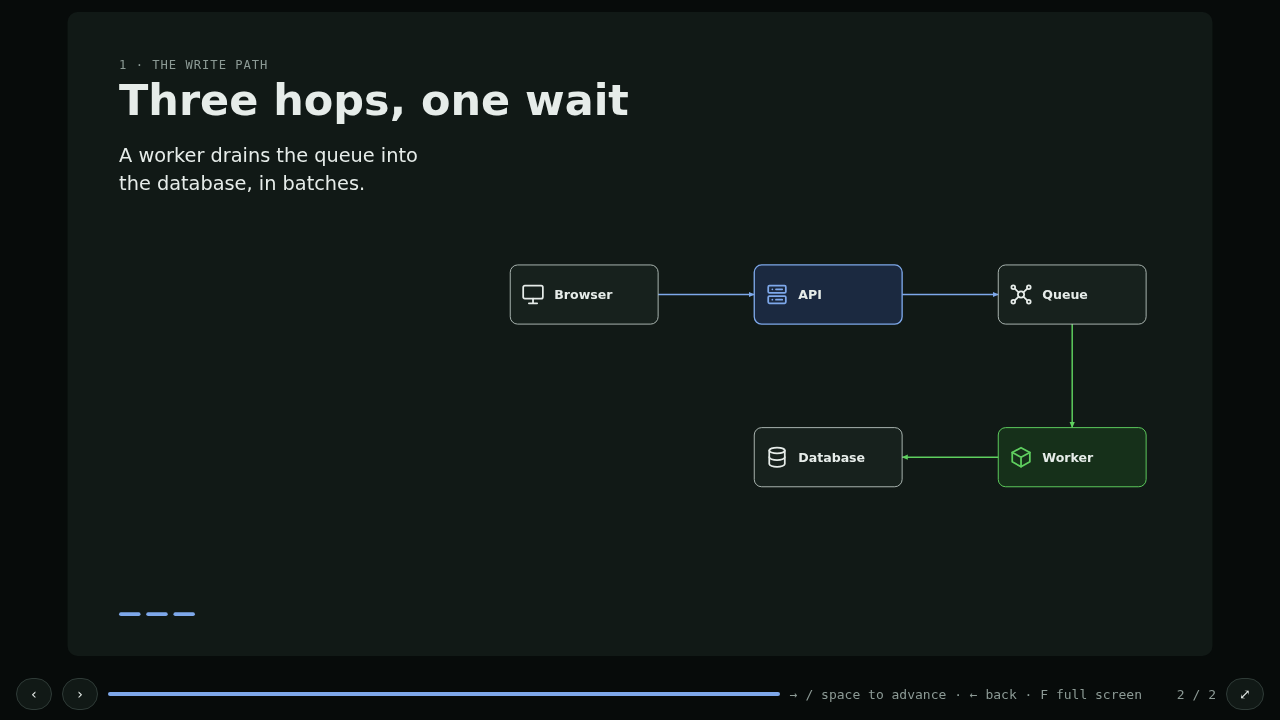 1 · THE WRITE PATH
Three hops, one wait
A worker drains the queue into
the database, in batches.
Browser
API
Queue
Database
Worker
‹
›
→ / space to advance · ← back · F full screen
2 / 2
⤢